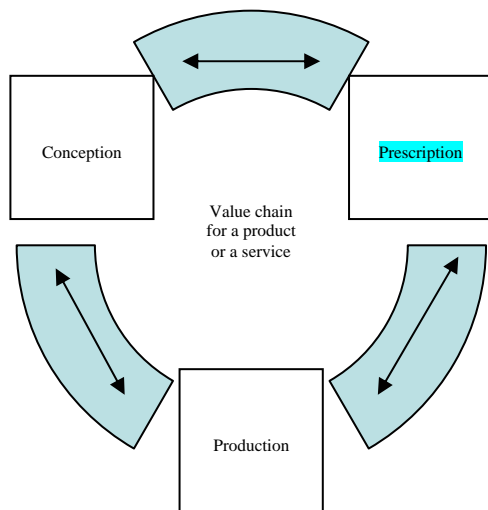 Conception
Prescription
Value chain
for a product
or a service
Production